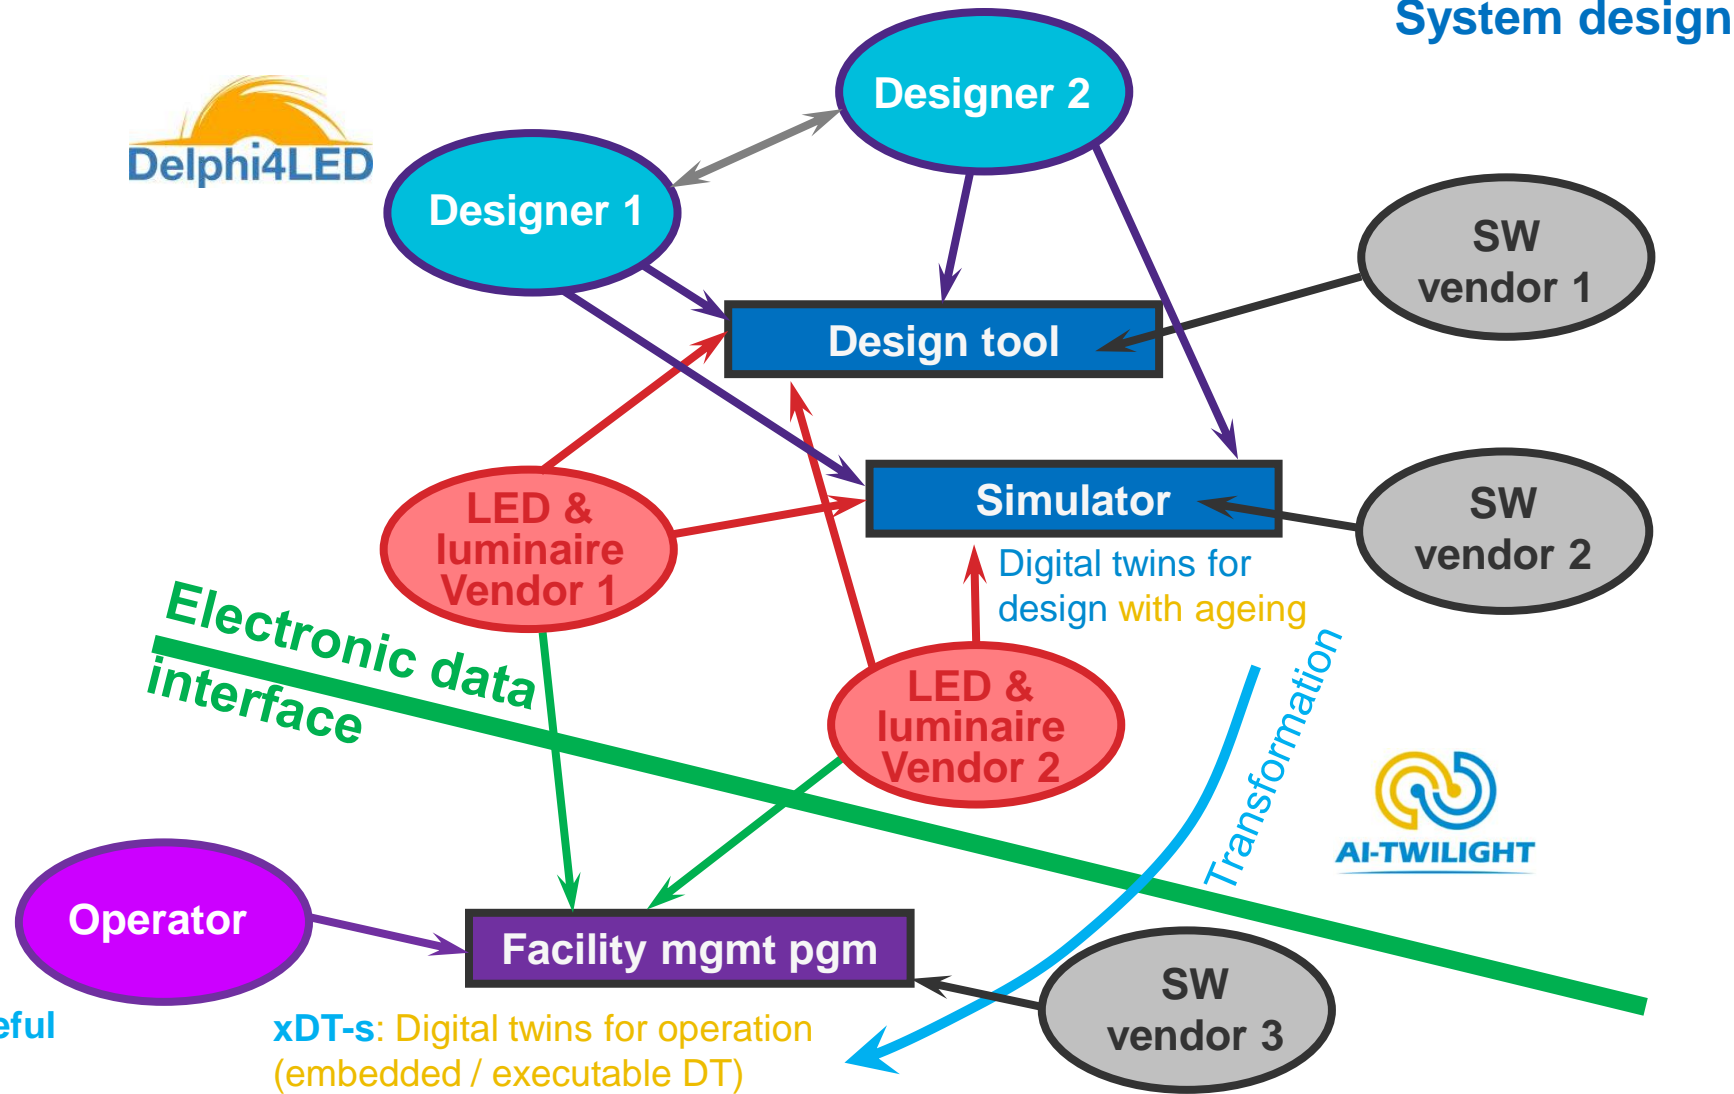 System design
Delphi4LED
Designer 2
Designer 1
SW
vendor 1
Design tool
Simulator
SW
vendor 2
LED &
luminaire
Vendor 1
Digital twins for
design with ageing
Electronic data
interface
Transformation
LED &
luminaire
Vendor 2
AI-TWILIGHT
Operator
Facility mgmt pgm
SW
vendor 3
xDT-s: Digital twins for operation
(embedded / executable DT)